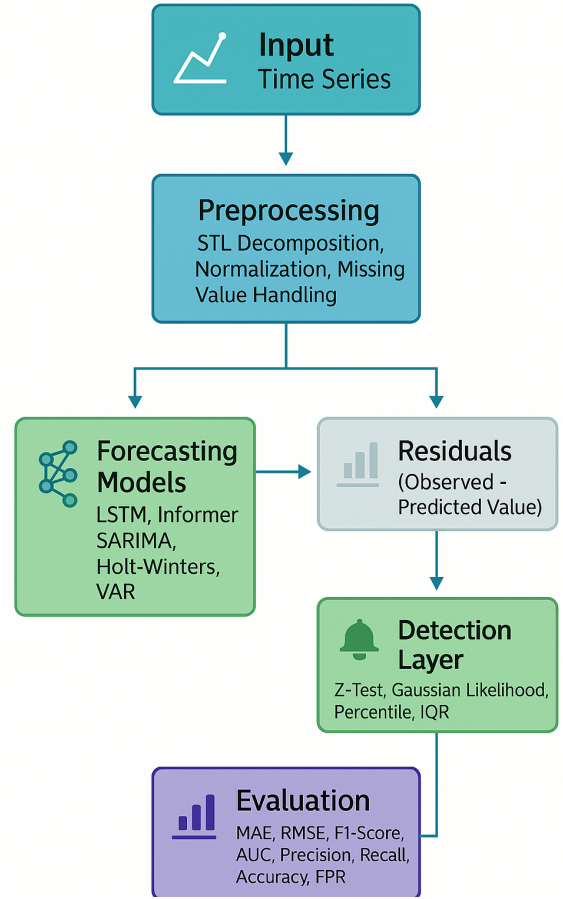 Input
Time Series
Preprocessing
STL Decomposition,
Normalization, Missing
Value Handling
Forecasting
Models
LSTM, Informer
SARIMA,
Holt-Winters,
VAR
Residuals
(Observed -
Predicted Value)
Detection
Layer
Z-Test, Gaussian Likelihood,
Percentile, IQR
Evaluation
MAE, RMSE, F1-Score,
AUC, Precision, Recall,
Accuracy, FPR